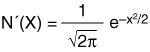 N´(X) = 1/√2π e^-x²/2